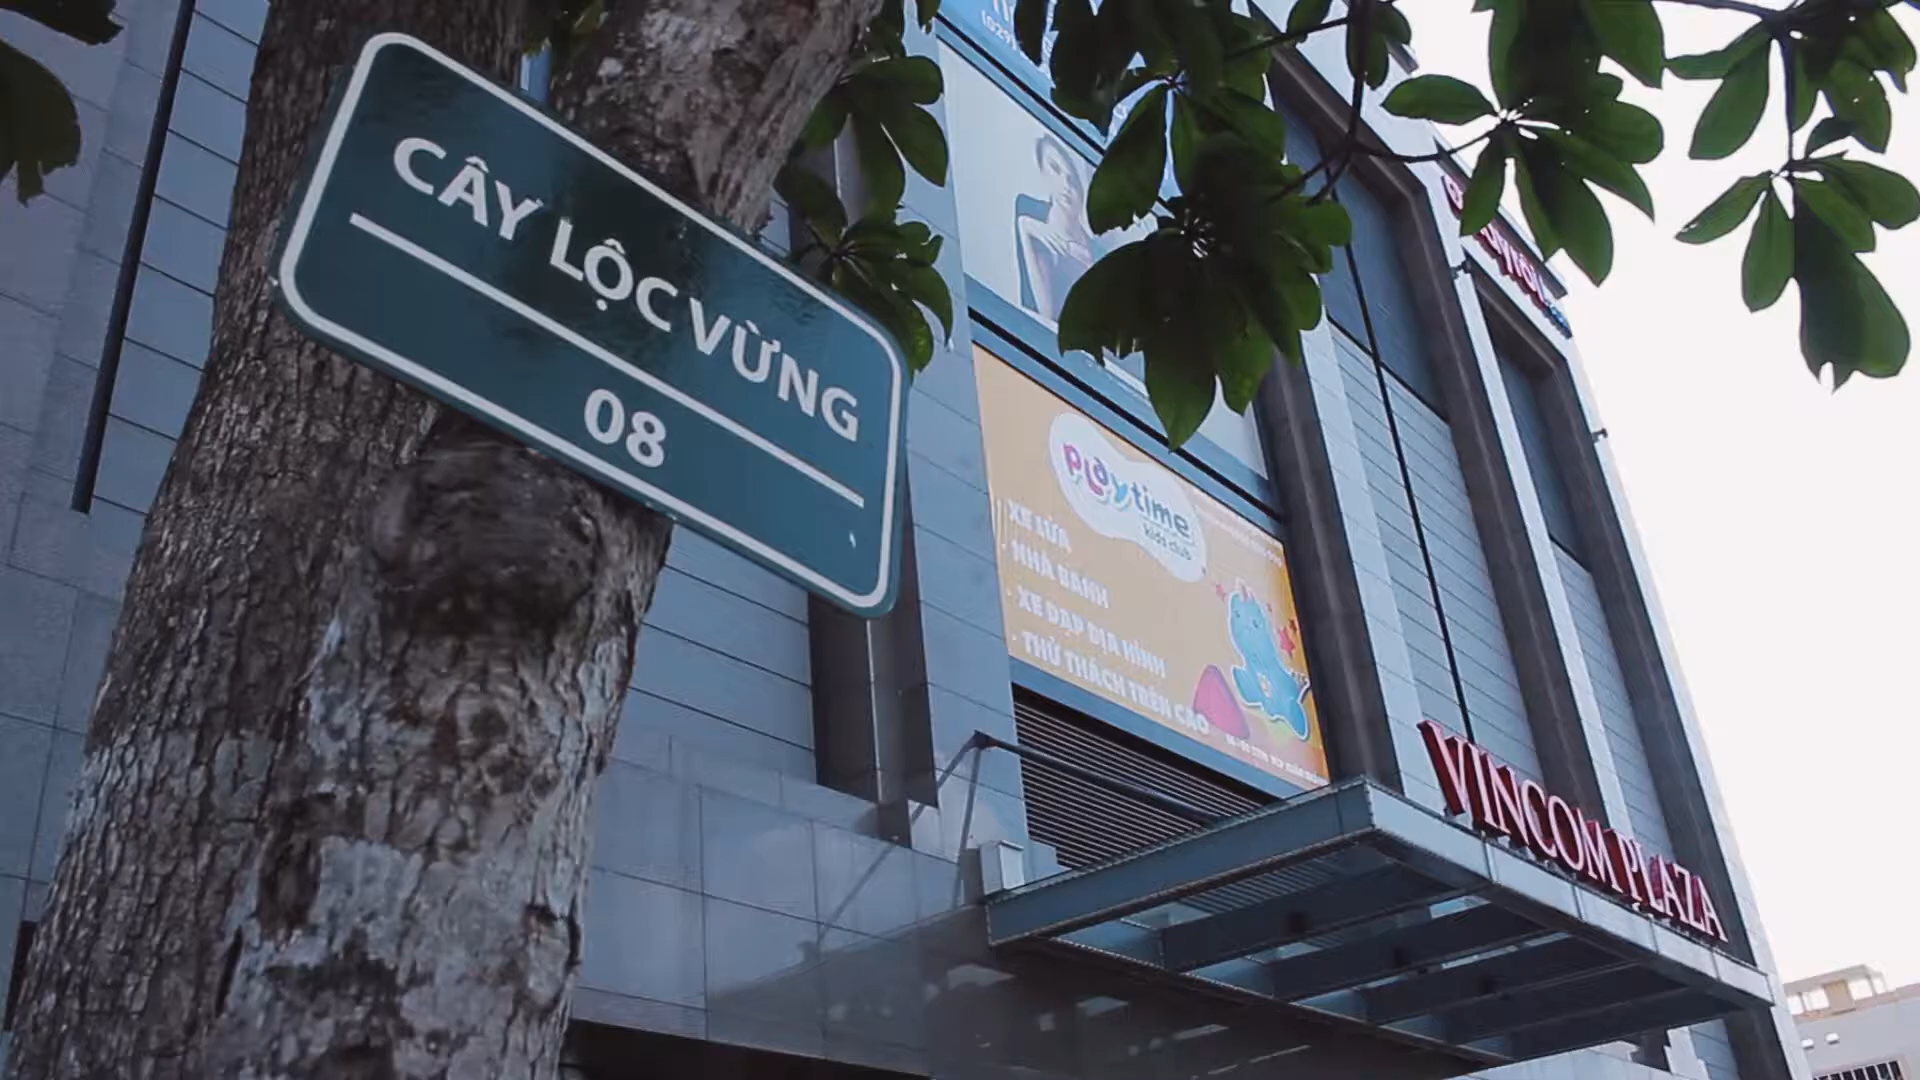 CÂY LỘC VỪNG
08
(029
Playtime
kids club
- XE LỬA
- NHÀ BANH
- XE ĐẠP ĐỊA HÌNH
- THỬ THÁCH TRÊN CAO
VINCOM PLAZA